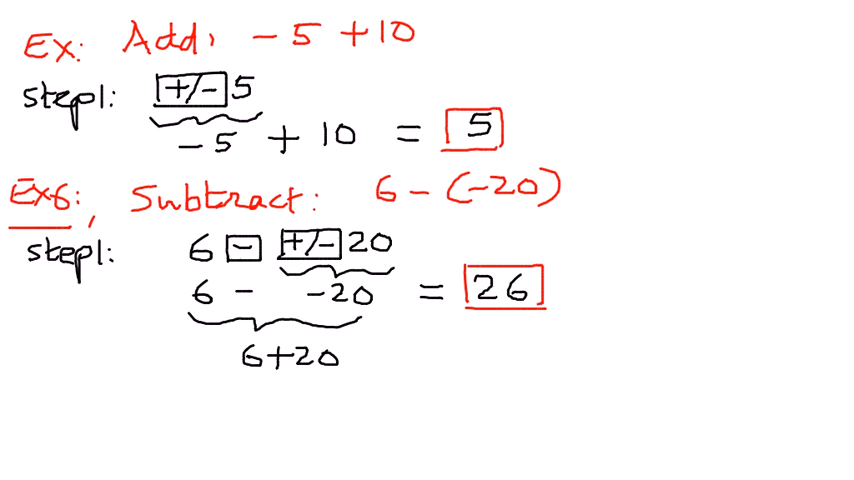 Ex: Add, -5 +10
step1: +/- 5
-5 + 10 = 5
Ex6: , Subtract: 6 - (-20)
step1: 6 - +/- 20
6 - -20 = 26
6+20